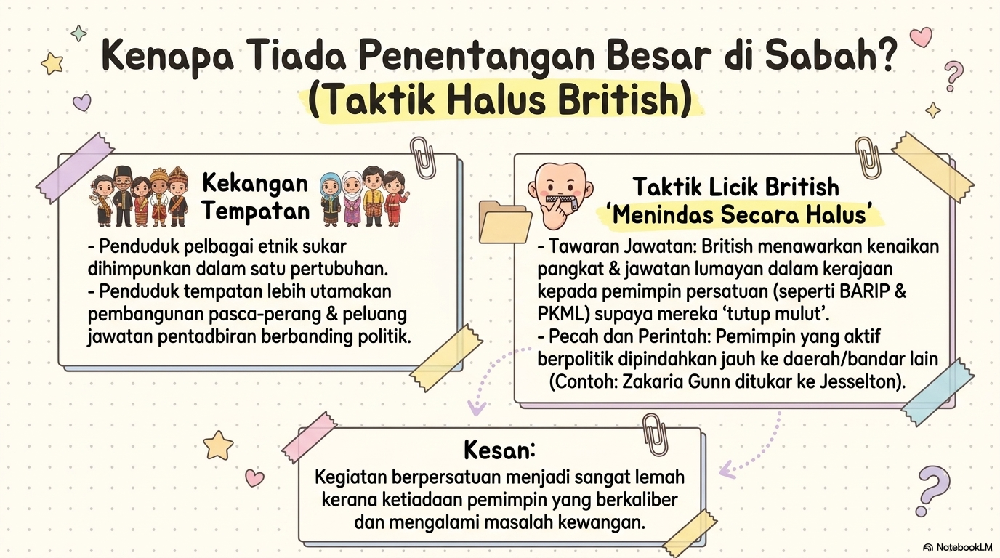 Kenapa Tiada Penentangan Besar di Sabah?
(Taktik Halus British)
Kekangan
Tempatan
- Penduduk pelbagai etnik sukar
dihimpunkan dalam satu pertubuhan.
- Penduduk tempatan lebih utamakan
pembangunan pasca-perang & peluang
jawatan pentadbiran berbanding politik.
Taktik Licik British
‘Menindas Secara Halus’
- Tawaran Jawatan: British menawarkan kenaikan
pangkat & jawatan lumayan dalam kerajaan
kepada pemimpin persatuan (seperti BARIP &
PKML) supaya mereka ‘tutup mulut’.
- Pecah dan Perintah: Pemimpin yang aktif
berpolitik dipindahkan jauh ke daerah/bandar lain
(Contoh: Zakaria Gunn ditukar ke Jesselton).
Kesan:
Kegiatan berpersatuan menjadi sangat lemah
kerana ketiadaan pemimpin yang berkaliber
dan mengalami masalah kewangan.
NotebookLM